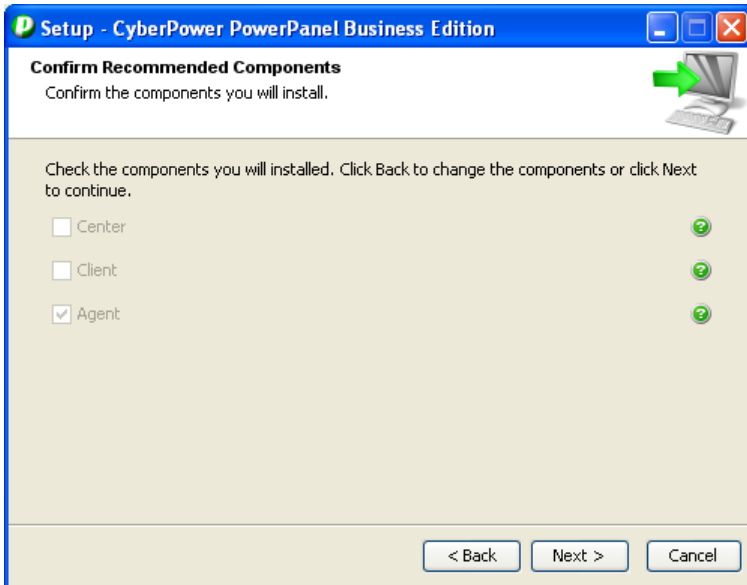 Setup - CyberPower PowerPanel Business Edition
Confirm Recommended Components
Confirm the components you will install.
Check the components you will installed. Click Back to change the components or click Next
to continue.
Center
Client
Agent
< Back Next > Cancel